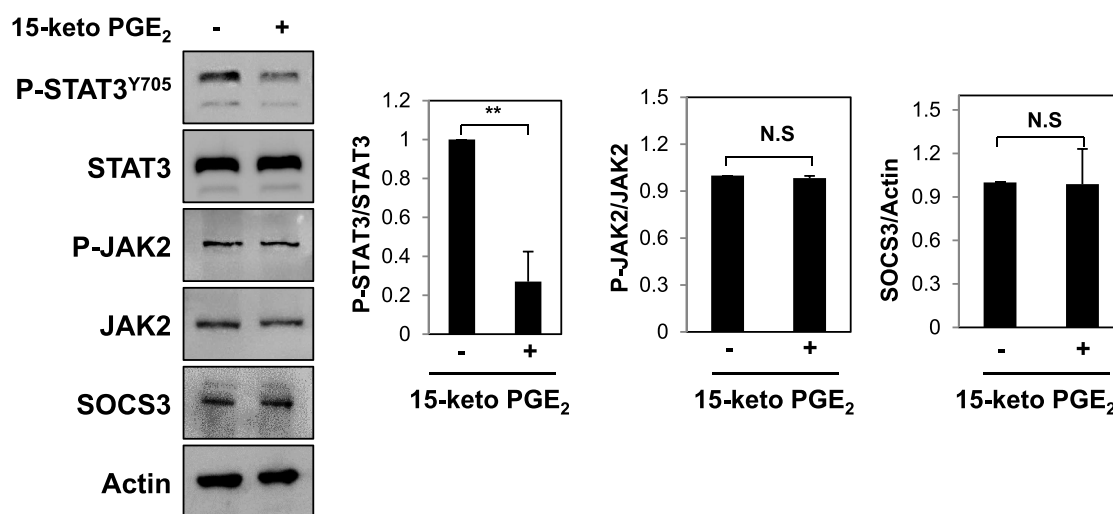 15-keto PGE₂ - +
P-STAT3ʸ⁷⁰⁵
STAT3
P-JAK2
JAK2
SOCS3
Actin
P-STAT3/STAT3
1.2
1
0.8
0.6
0.4
0.2
0
**
- +
15-keto PGE₂
P-JAK2/JAK2
1.5
1.2
0.9
0.6
0.3
0
N.S
- +
15-keto PGE₂
SOCS3/Actin
1.5
1.2
0.9
0.6
0.3
0
N.S
- +
15-keto PGE₂